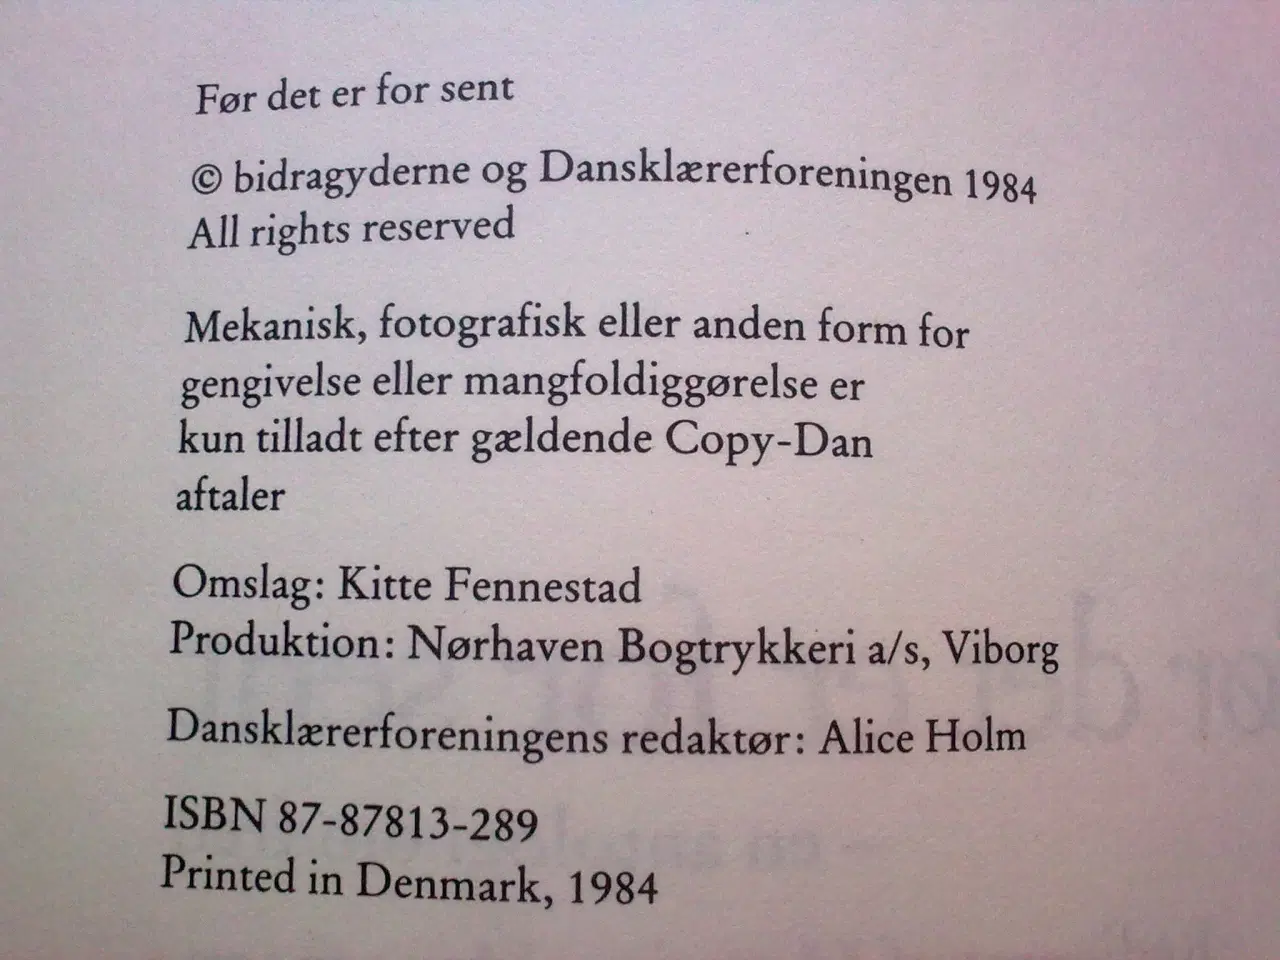 Før det er for sent
© bidragyderne og Dansklærerforeningen 1984
All rights reserved
Mekanisk, fotografisk eller anden form for
gengivelse eller mangfoldiggørelse er
kun tilladt efter gældende Copy-Dan
aftaler
Omslag: Kitte Fennestad
Produktion: Nørhaven Bogtrykkeri a/s, Viborg
Dansklærerforeningens redaktør: Alice Holm
ISBN 87-87813-289
Printed in Denmark, 1984